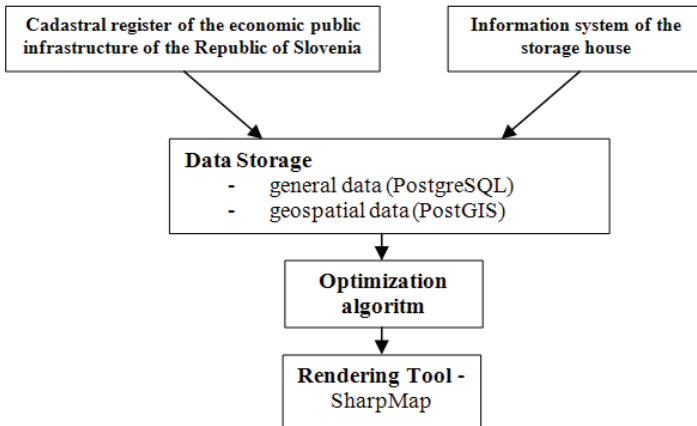 Cadastral register of the economic public
infrastructure of the Republic of Slovenia
Information system of the
storage house
Data Storage
- general data (PostgreSQL)
- geospatial data (PostGIS)
Optimization
algoritm
Rendering Tool -
SharpMap